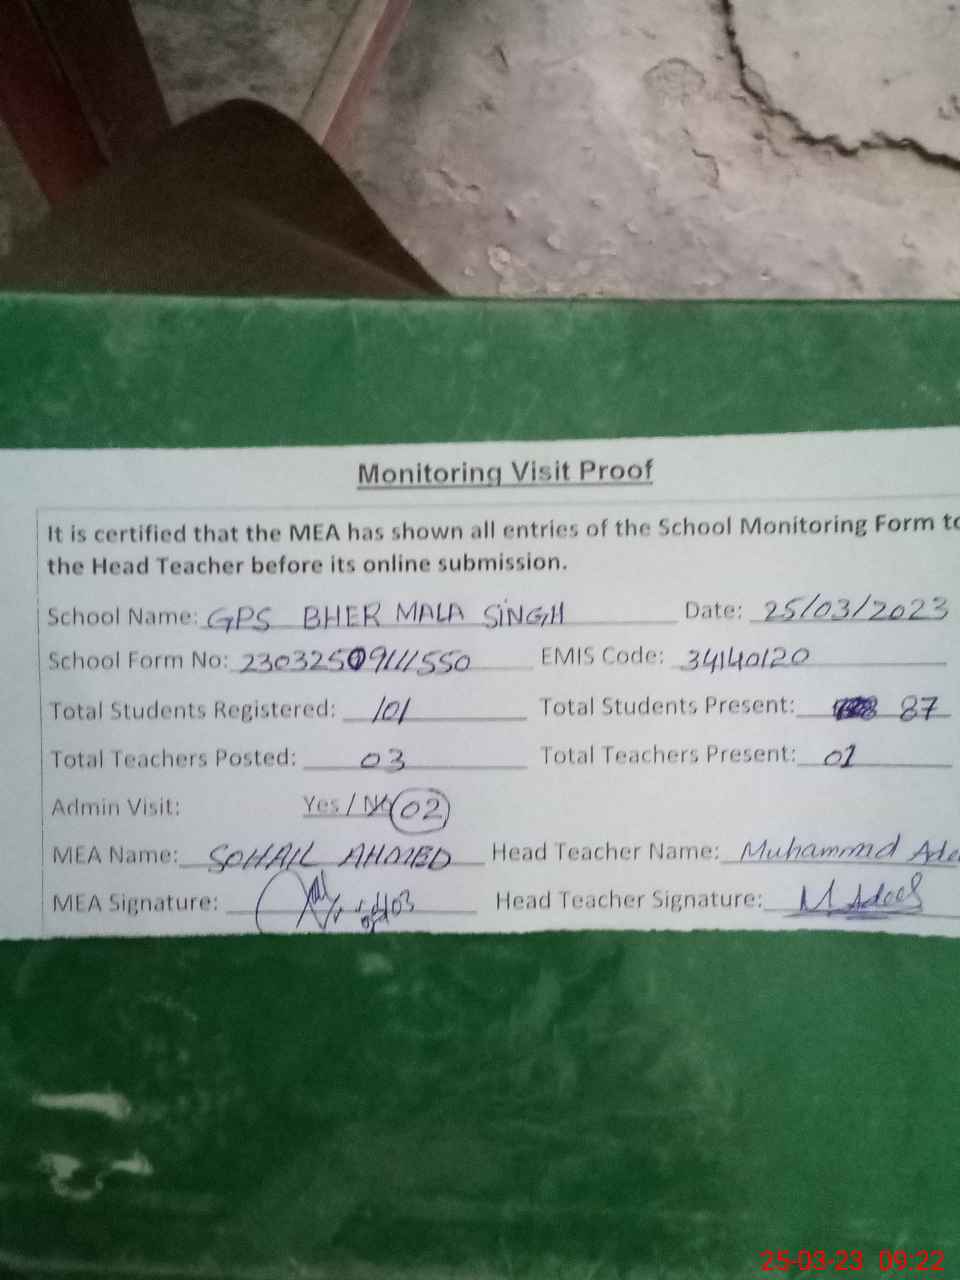 Monitoring Visit Proof
It is certified that the MEA has shown all entries of the School Monitoring Form to
the Head Teacher before its online submission.
School Name: GPS BHER MALA SINGH Date: 25/03/2023
School Form No: 23032509111550 EMIS Code: 34140120
Total Students Registered: 101 Total Students Present: 87
Total Teachers Posted: 03 Total Teachers Present: 01
Admin Visit: Yes / No 02
MEA Name: SOHAIL AHMED Head Teacher Name: Muhammad
MEA Signature: Head Teacher Signature: M Adeel
25-03-23 09:22